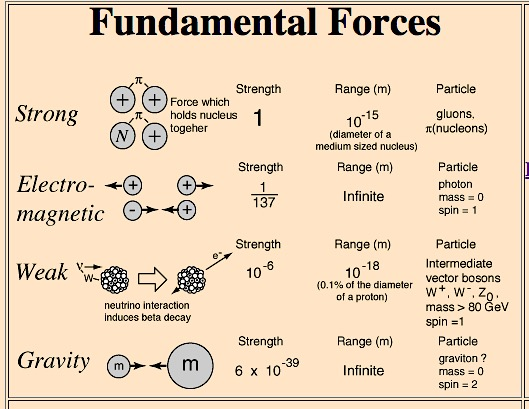 Fundamental Forces
Strong
π
+ +
π
N +
Force which
holds nucleus
togeher
Strength
1
Range (m)
10^-15
(diameter of a
medium sized nucleus)
Particle
gluons,
π(nucleons)
Electro-
magnetic
+ +
- +
Strength
1
137
Range (m)
Infinite
Particle
photon
mass = 0
spin = 1
Weak
ν
W
e-
neutrino interaction
induces beta decay
Strength
10^-6
Range (m)
10^-18
(0.1% of the diameter
of a proton)
Particle
Intermediate
vector bosons
W+, W-, Z0,
mass > 80 GeV
spin =1
Gravity
m m
Strength
6 x 10^-39
Range (m)
Infinite
Particle
graviton ?
mass = 0
spin = 2